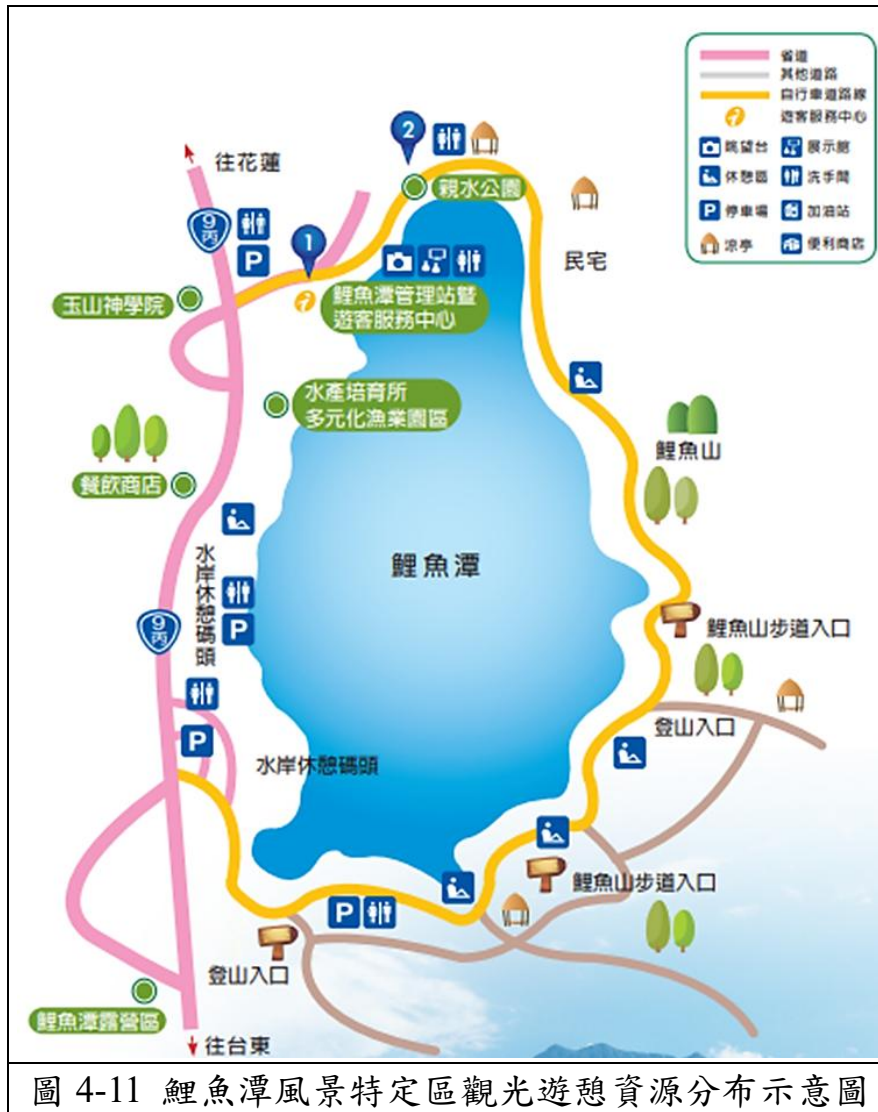 省道
其他道路
自行車道路線
遊客服務中心
眺望台
展示館
休憩區
洗手間
P
停車場
加油站
涼亭
便利商店
往花蓮
9
丙
P
1
2
親水公園
民宅
玉山神學院
鯉魚潭管理站暨
遊客服務中心
水產培育所
多元化漁業園區
餐飲商店
鯉魚山
鯉魚潭
水岸休憩碼頭
P
9
丙
鯉魚山步道入口
登山入口
P
水岸休憩碼頭
鯉魚山步道入口
P
登山入口
鯉魚潭露營區
往台東
圖 4-11 鯉魚潭風景特定區觀光遊憩資源分布示意圖